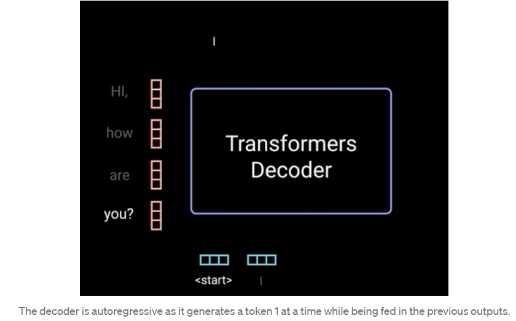 I
HI,
how
are
you?
Transformers
Decoder
<start> I
The decoder is autoregressive as it generates a token 1 at a time while being fed in the previous outputs.